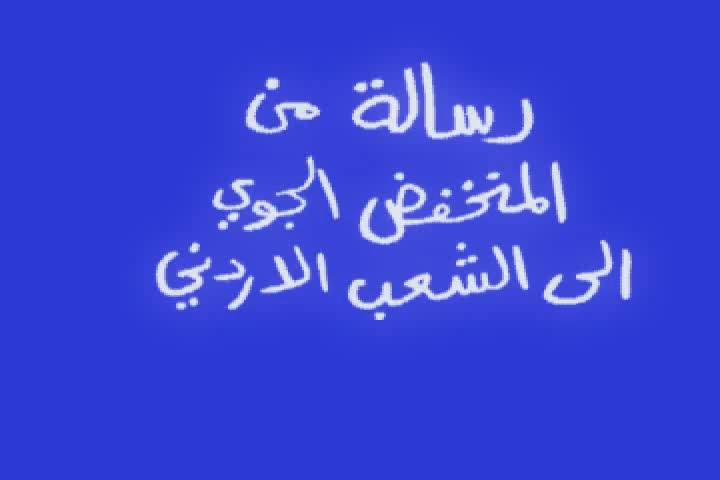 رسالة من
المنخفض الجوي
الى الشعب الاردني